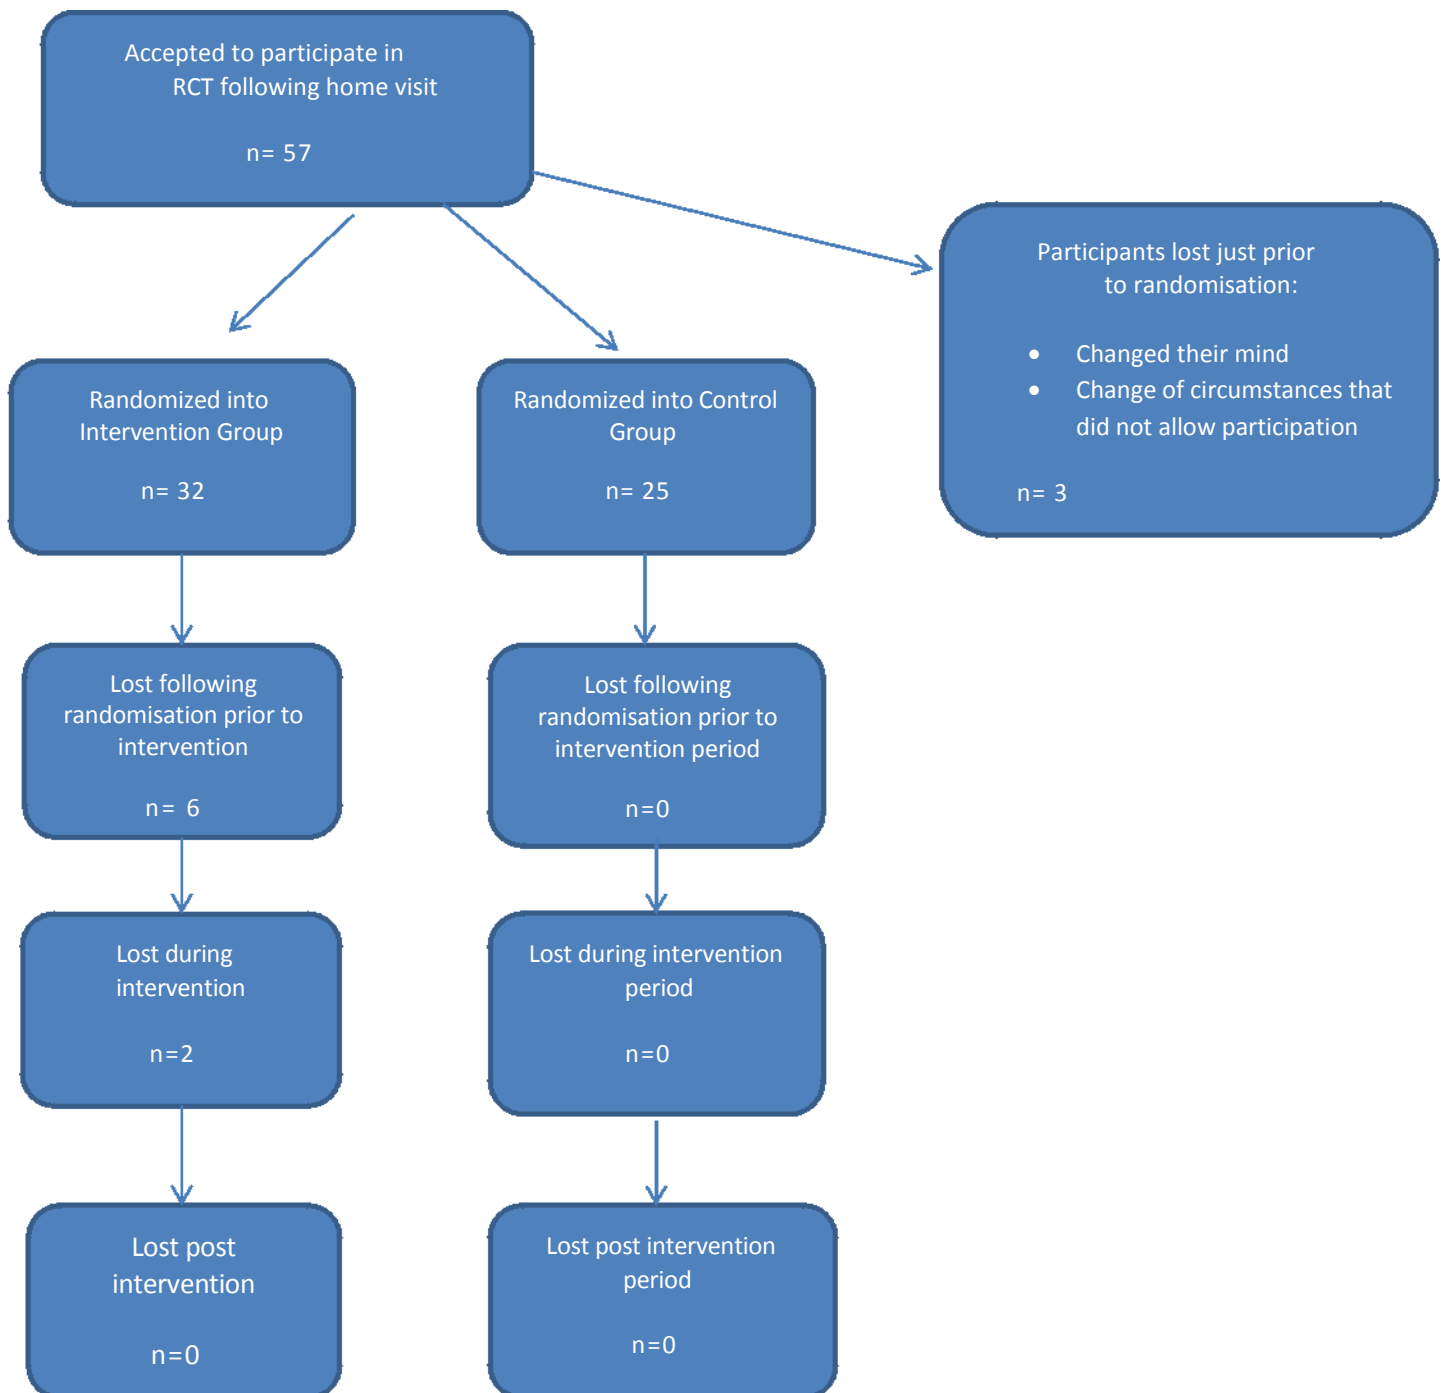 Accepted to participate in
RCT following home visit
n= 57
Participants lost just prior
to randomisation:
• Changed their mind
• Change of circumstances that
did not allow participation
n= 3
Randomized into
Intervention Group
n= 32
Randomized into Control
Group
n= 25
Lost following
randomisation prior to
intervention
n= 6
Lost following
randomisation prior to
intervention period
n=0
Lost during
intervention
n=2
Lost during intervention
period
n=0
Lost post
intervention
n=0
Lost post intervention
period
n=0